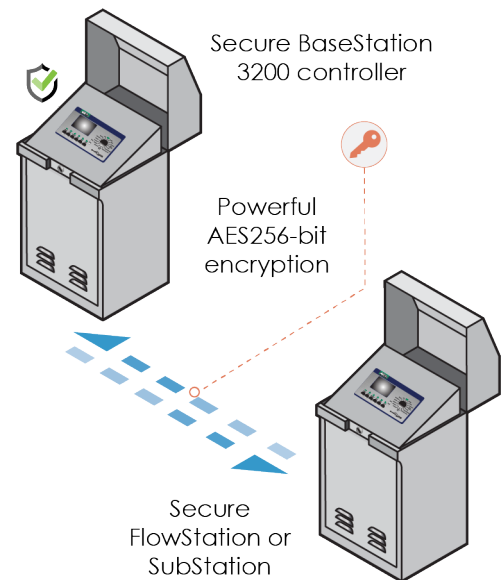 Secure BaseStation
3200 controller
Powerful
AES256-bit
encryption
Secure
FlowStation or
SubStation